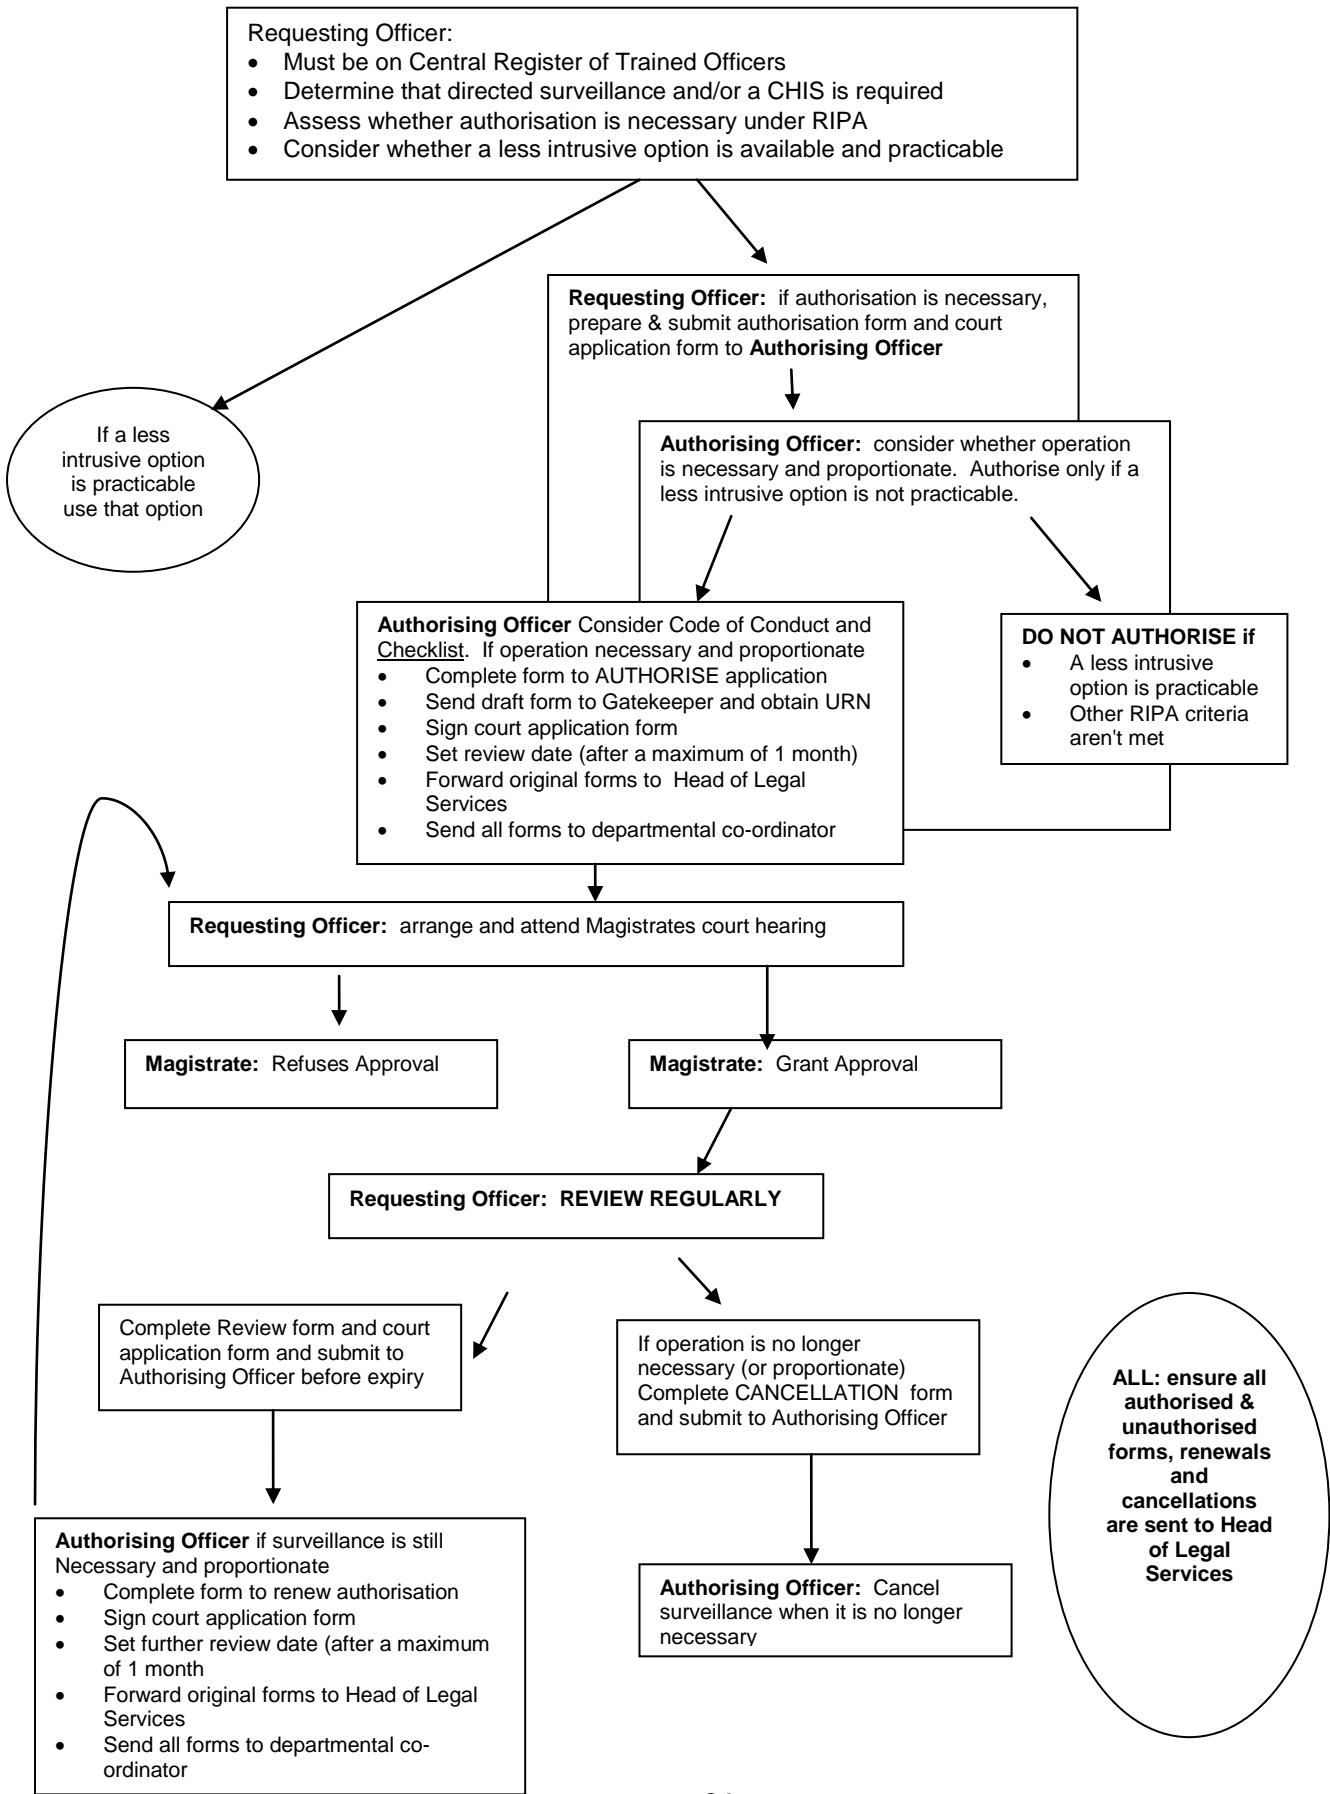 Requesting Officer:
• Must be on Central Register of Trained Officers
• Determine that directed surveillance and/or a CHIS is required
• Assess whether authorisation is necessary under RIPA
• Consider whether a less intrusive option is available and practicable
Requesting Officer: if authorisation is necessary,
prepare & submit authorisation form and court
application form to Authorising Officer
If a less
intrusive option
is practicable
use that option
Authorising Officer: consider whether operation
is necessary and proportionate. Authorise only if a
less intrusive option is not practicable.
Authorising Officer Consider Code of Conduct and
Checklist. If operation necessary and proportionate
• Complete form to AUTHORISE application
• Send draft form to Gatekeeper and obtain URN
• Sign court application form
• Set review date (after a maximum of 1 month)
• Forward original forms to Head of Legal
Services
• Send all forms to departmental co-ordinator
DO NOT AUTHORISE if
• A less intrusive
option is practicable
• Other RIPA criteria
aren't met
Requesting Officer: arrange and attend Magistrates court hearing
Magistrate: Refuses Approval
Magistrate: Grant Approval
Requesting Officer: REVIEW REGULARLY
Complete Review form and court
application form and submit to
Authorising Officer before expiry
If operation is no longer
necessary (or proportionate)
Complete CANCELLATION form
and submit to Authorising Officer
ALL: ensure all
authorised &
unauthorised
forms, renewals
and
cancellations
are sent to Head
of Legal
Services
Authorising Officer if surveillance is still
Necessary and proportionate
• Complete form to renew authorisation
• Sign court application form
• Set further review date (after a maximum
of 1 month
• Forward original forms to Head of Legal
Services
• Send all forms to departmental co-
ordinator
Authorising Officer: Cancel
surveillance when it is no longer
necessary